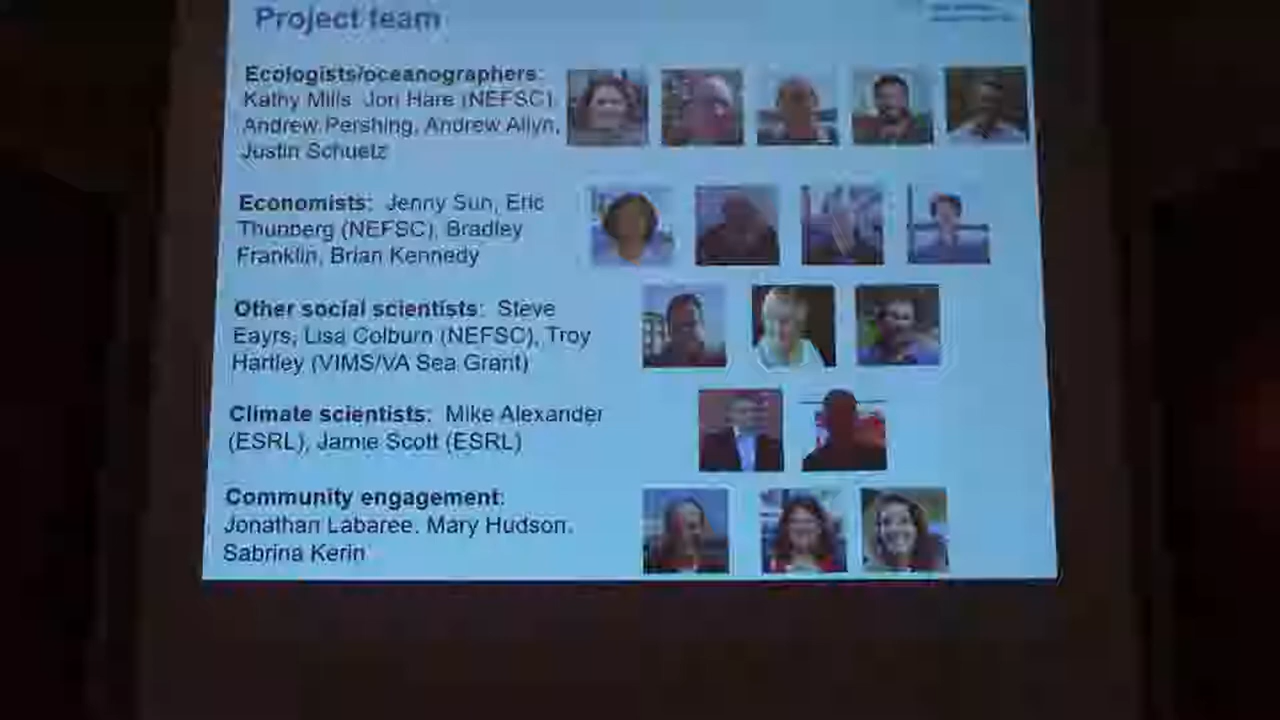 Project team
Ecologists/oceanographers:
Kathy Mills, Jon Hare (NEFSC),
Andrew Pershing, Andrew Allyn,
Justin Schuetz
Economists: Jenny Sun, Eric
Thunberg (NEFSC), Bradley
Franklin, Brian Kennedy
Other social scientists: Steve
Eayrs, Lisa Colburn (NEFSC), Troy
Hartley (VIMS/VA Sea Grant)
Climate scientists: Mike Alexander
(ESRL), Jamie Scott (ESRL)
Community engagement:
Jonathan Labaree, Mary Hudson,
Sabrina Kerin